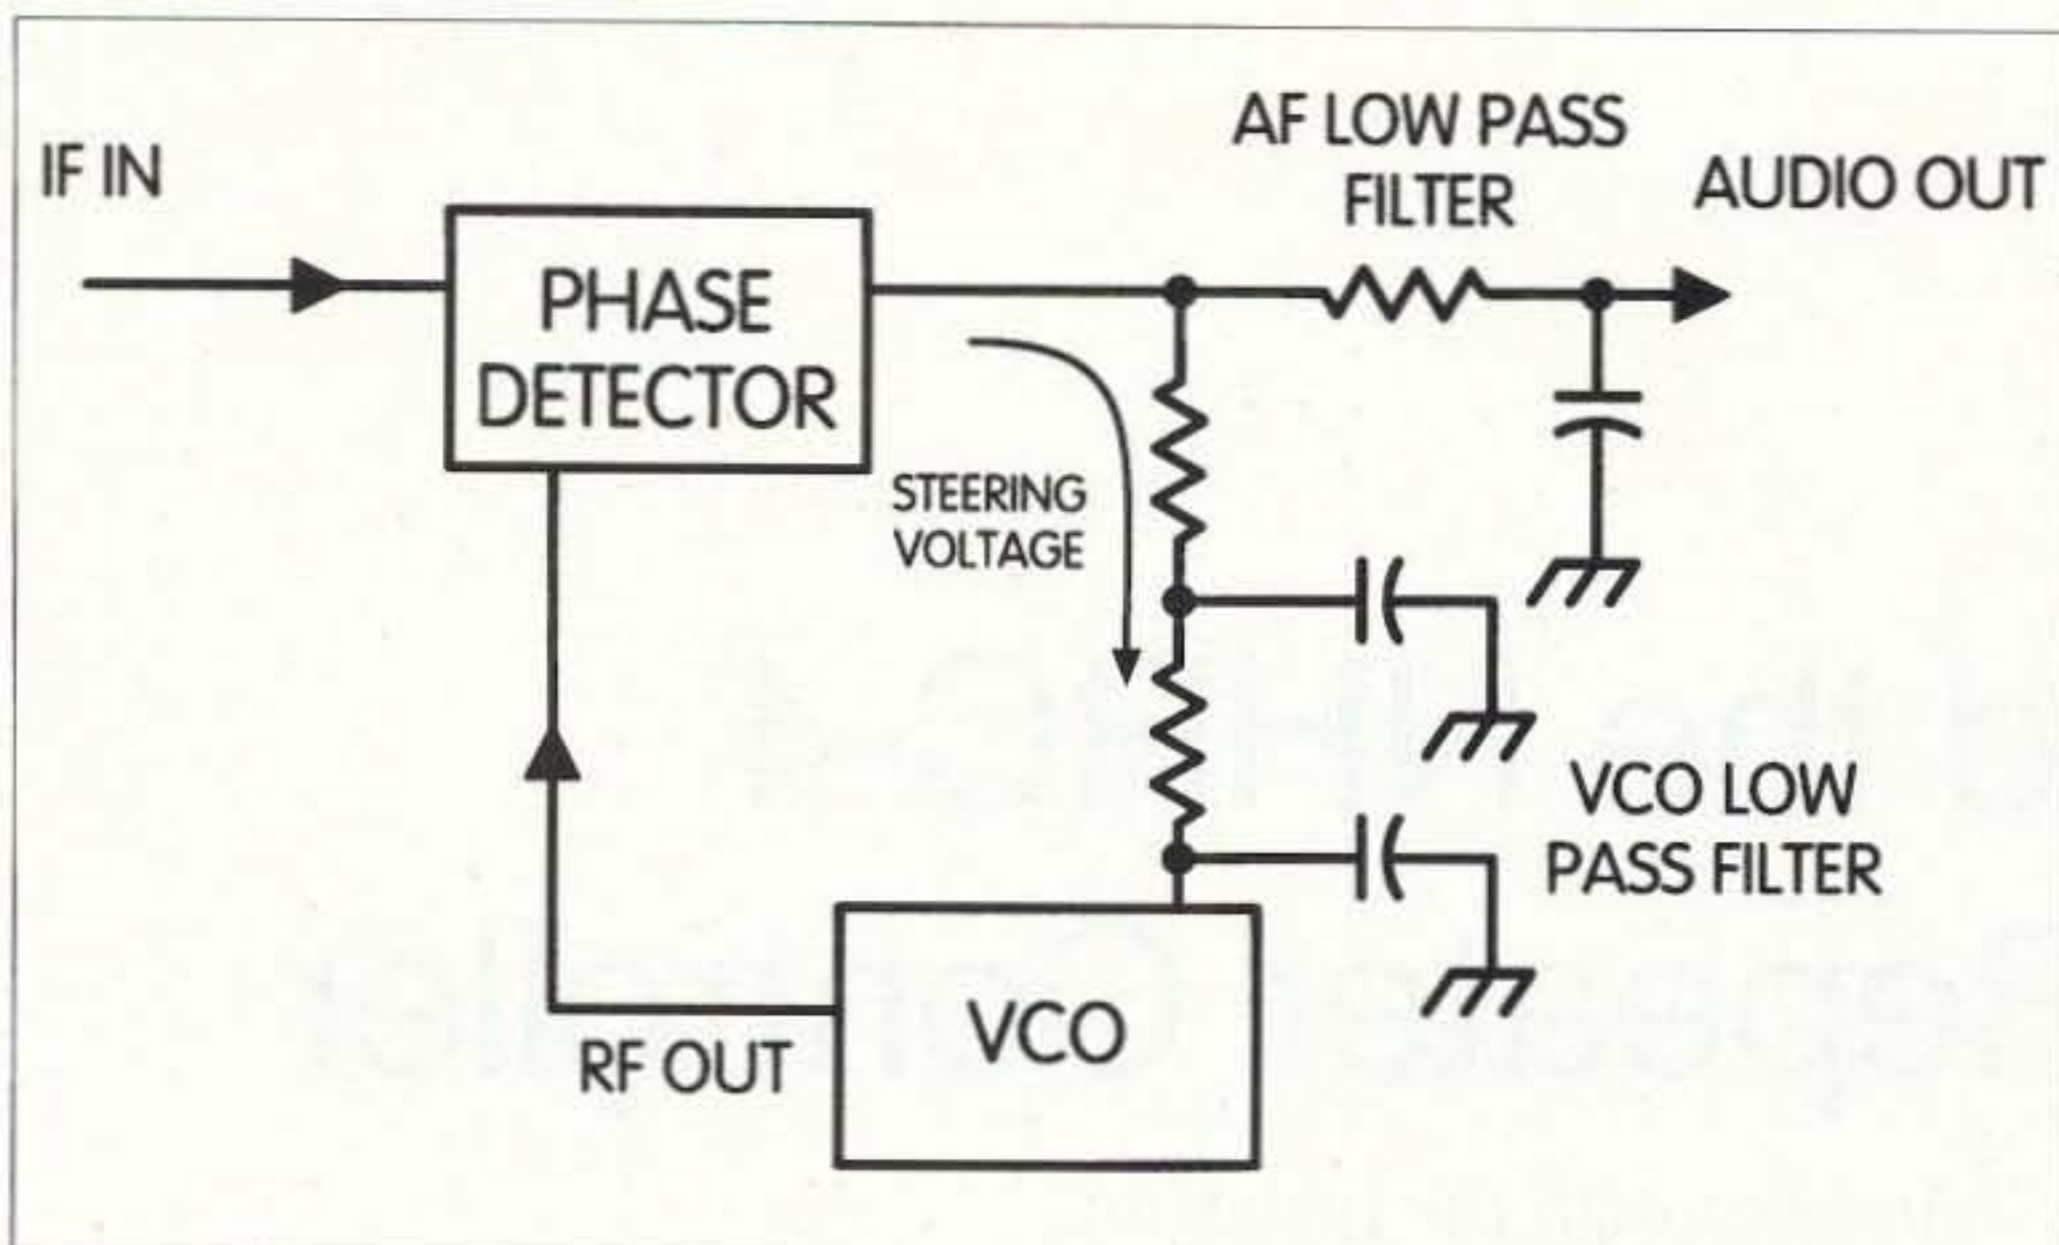 IF IN
PHASE
DETECTOR
AF LOW PASS
FILTER
AUDIO OUT
STEERING
VOLTAGE
VCO LOW
PASS FILTER
RF OUT
VCO